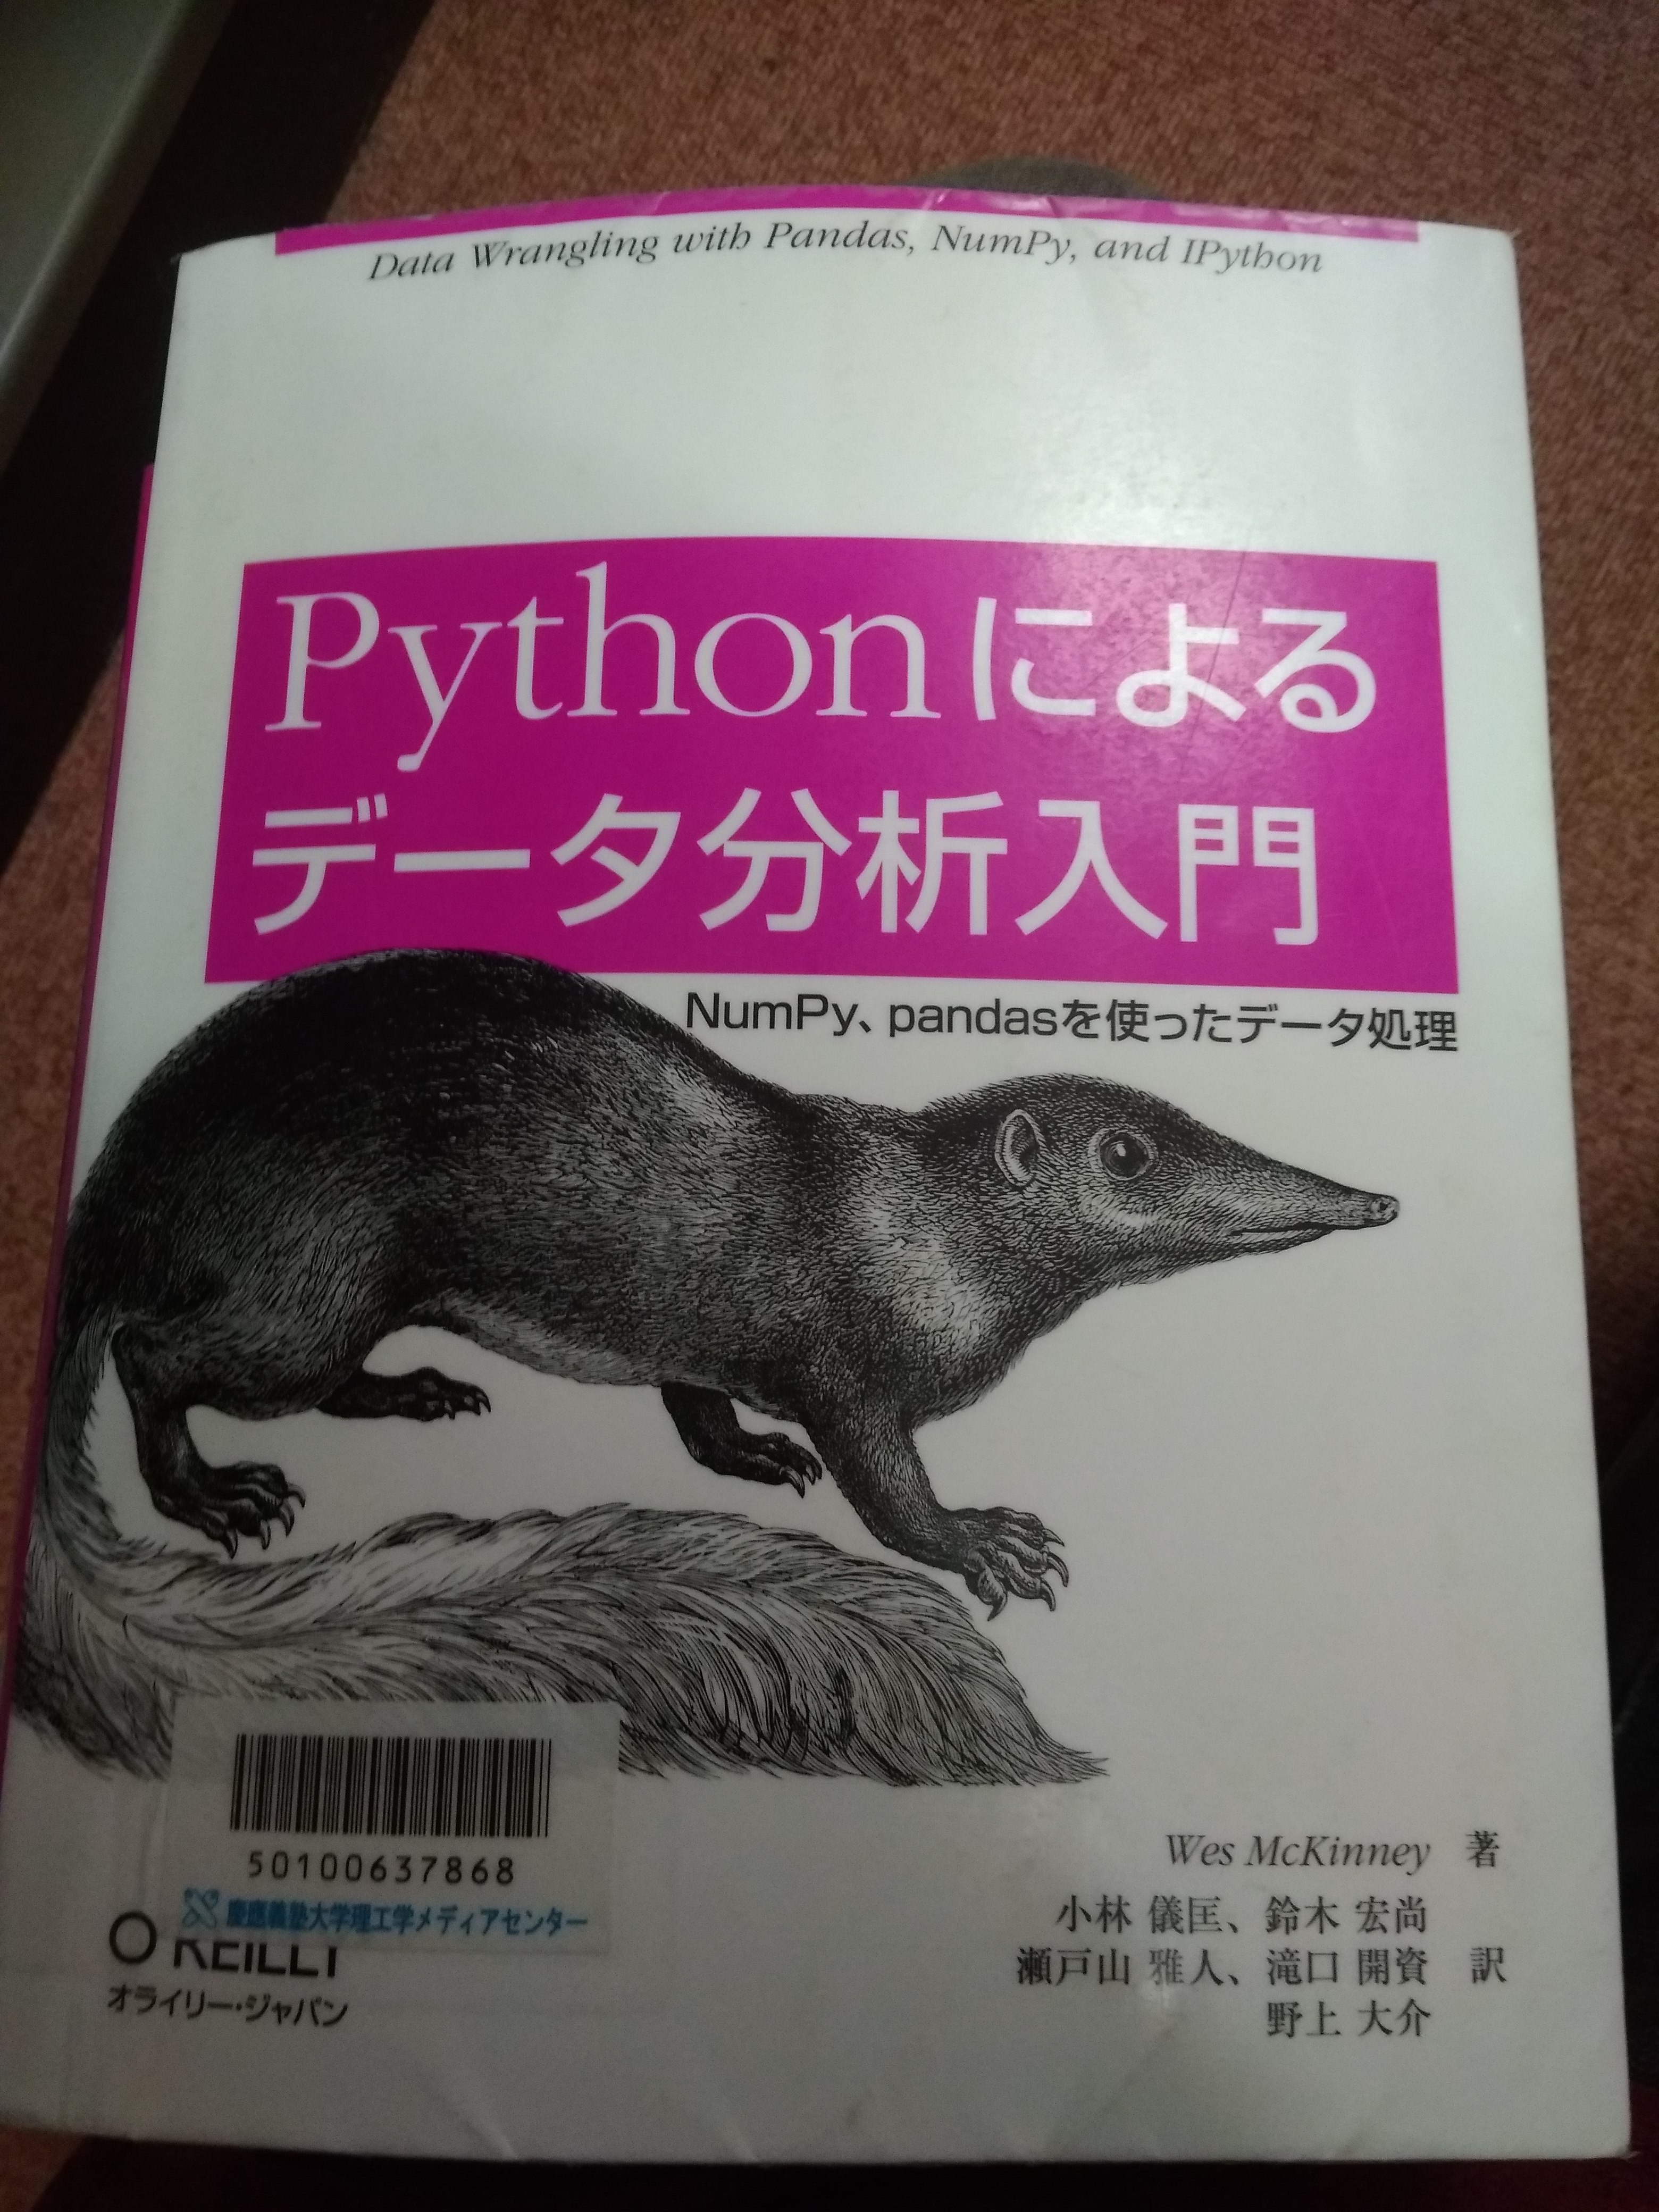 Data Wrangling with Pandas, NumPy, and IPython
Pythonによる
データ分析入門
NumPy、pandasを使ったデータ処理
50100637868
慶應義塾大学理工学メディアセンター
O'REILLY
オライリー・ジャパン
Wes McKinney 著
小林 儀匡、鈴木 宏尚
瀬戸山 雅人、滝口 開資 訳
野上 大介